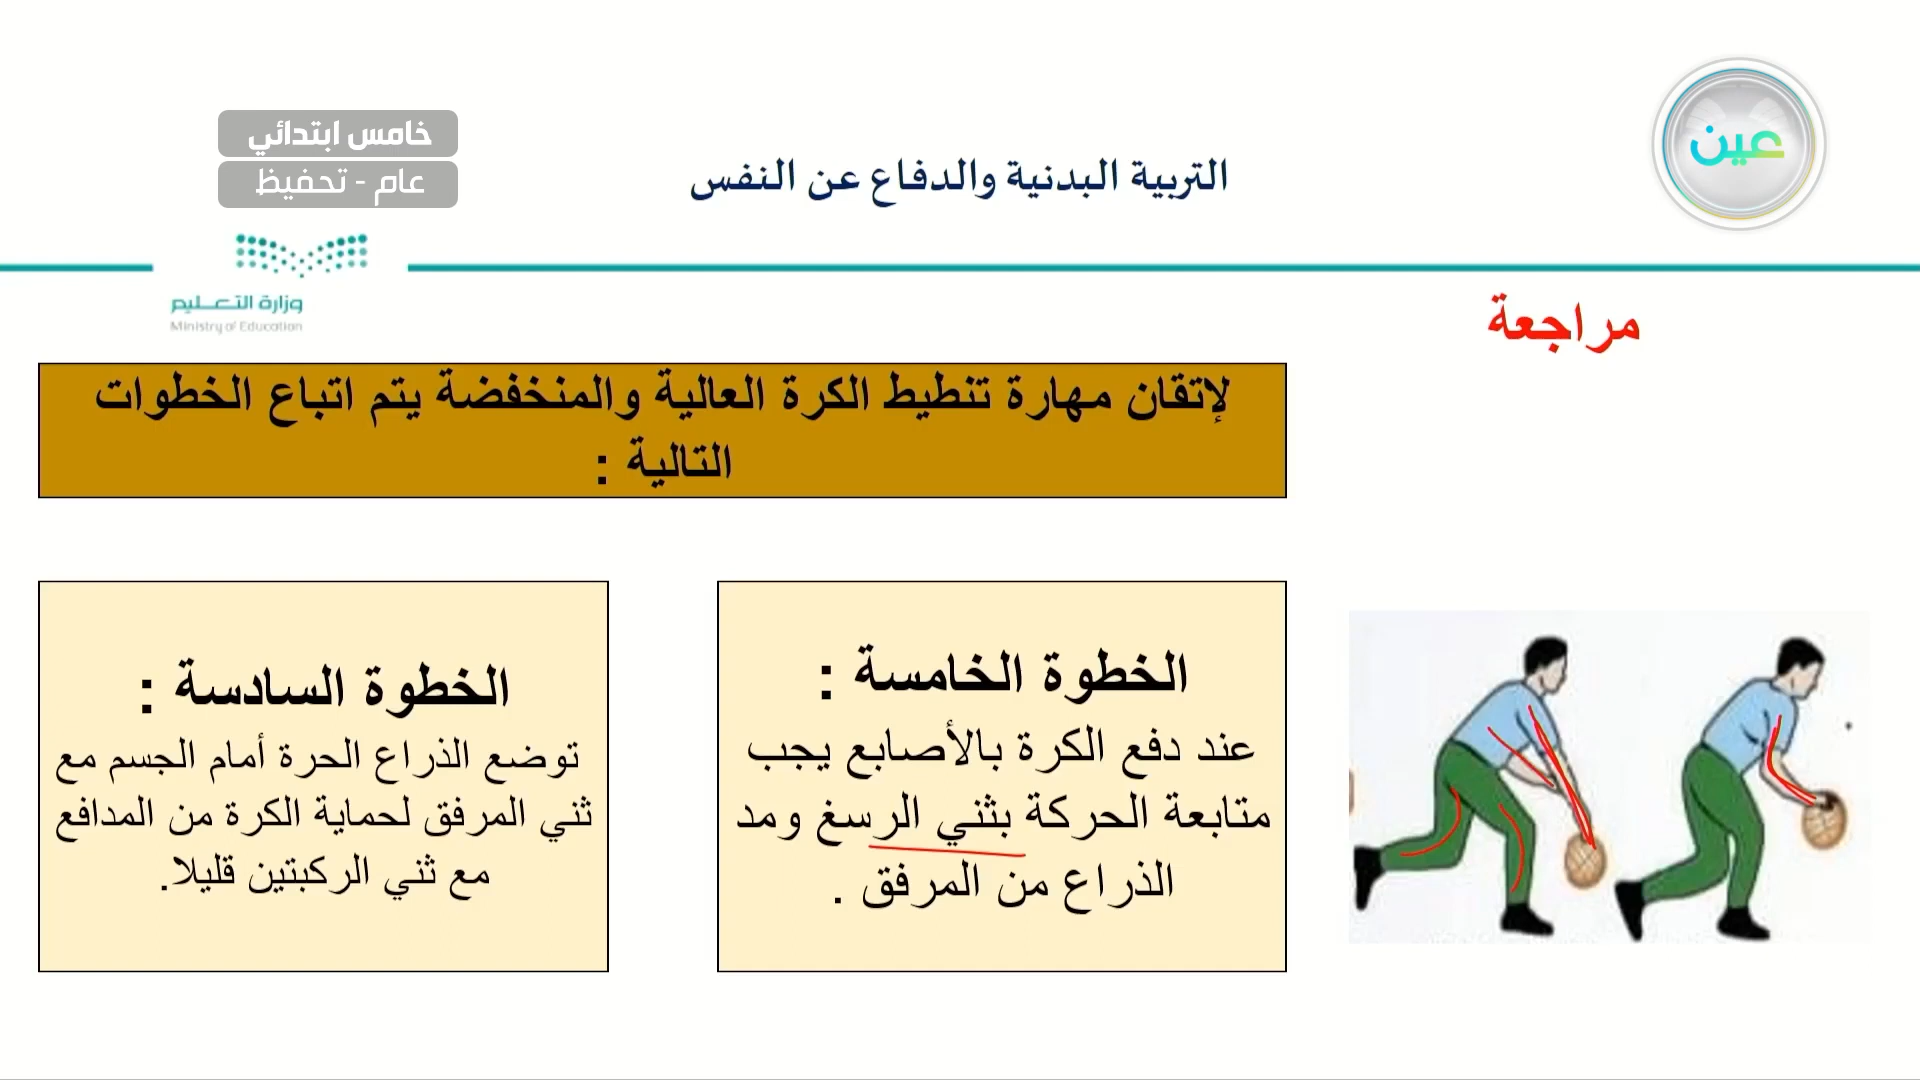 عين
خامس ابتدائي
عام - تحفيظ
التربية البدنية والدفاع عن النفس
وزارة التعـــليم
Ministry of Education
مراجعة
لإتقان مهارة تنطيط الكرة العالية والمنخفضة يتم اتباع الخطوات
التالية :
الخطوة الخامسة :
عند دفع الكرة بالأصابع يجب
متابعة الحركة بثني الرسغ ومد
الذراع من المرفق .
الخطوة السادسة :
توضع الذراع الحرة أمام الجسم مع
ثني المرفق لحماية الكرة من المدافع
مع ثني الركبتين قليلا.